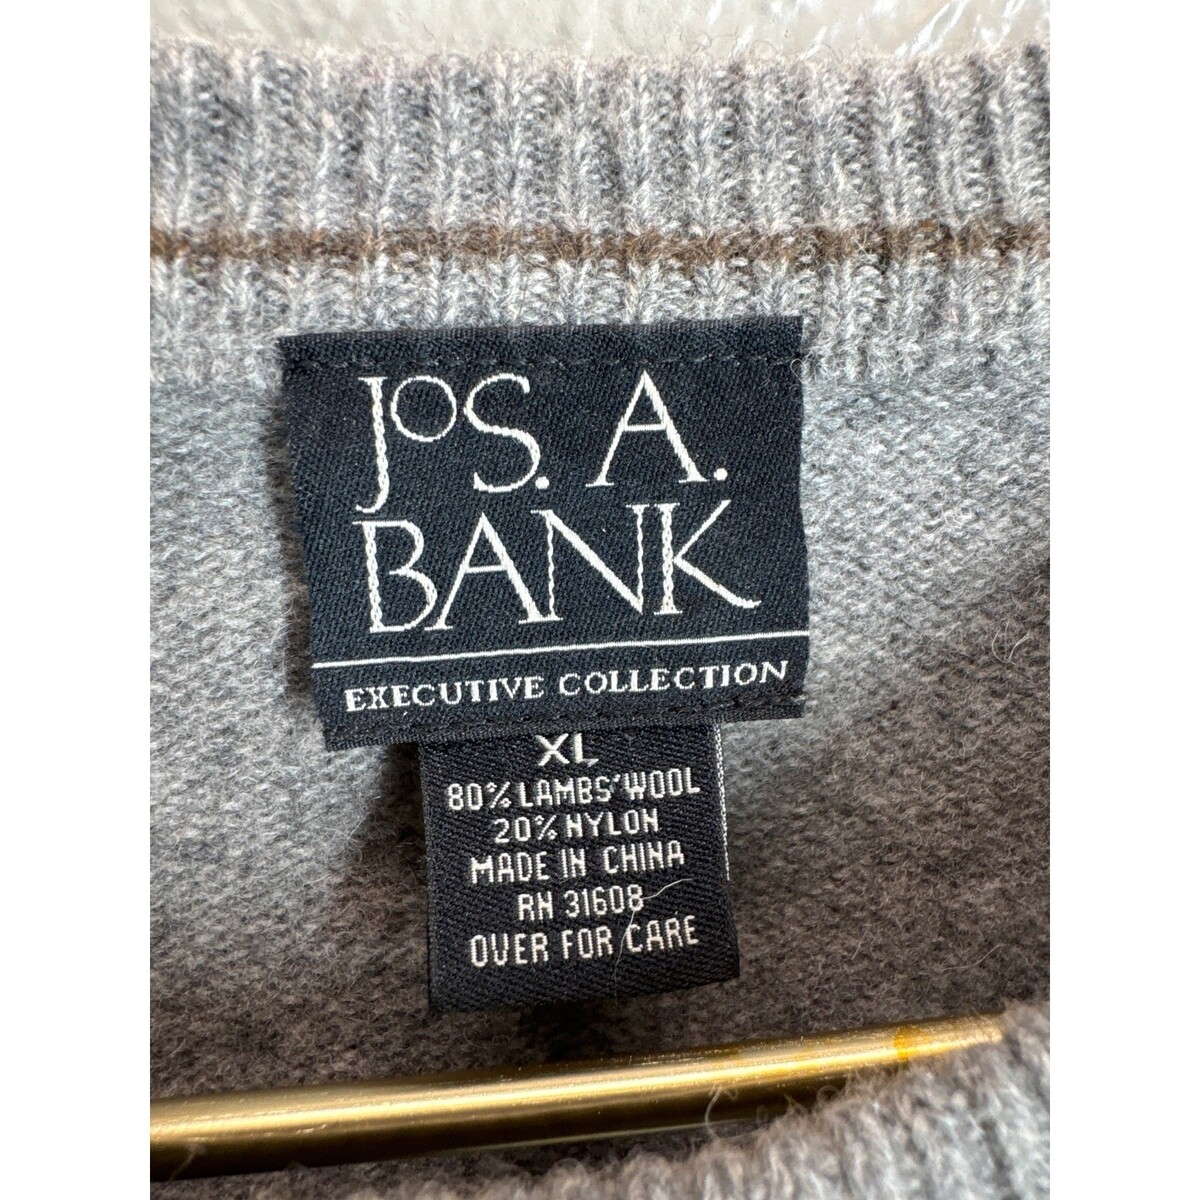 JOS. A.
BANK
EXECUTIVE COLLECTION
XL
80% LAMBS' WOOL
20% NYLON
MADE IN CHINA
RN 31608
OVER FOR CARE